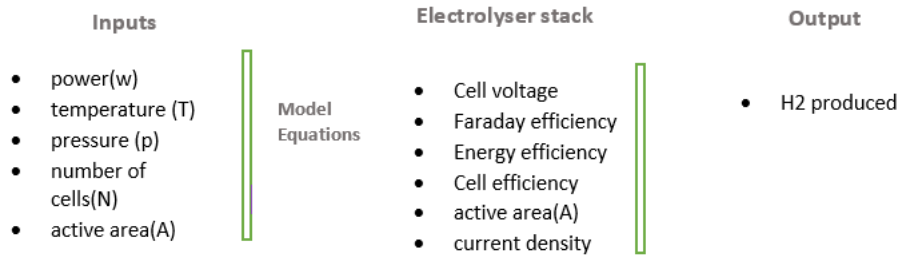 Inputs
power(w)
temperature (T)
pressure (p)
number of
cells(N)
active area(A)
Model
Equations
Electrolyser stack
Cell voltage
Faraday efficiency
Energy efficiency
Cell efficiency
active area(A)
current density
Output
H2 produced